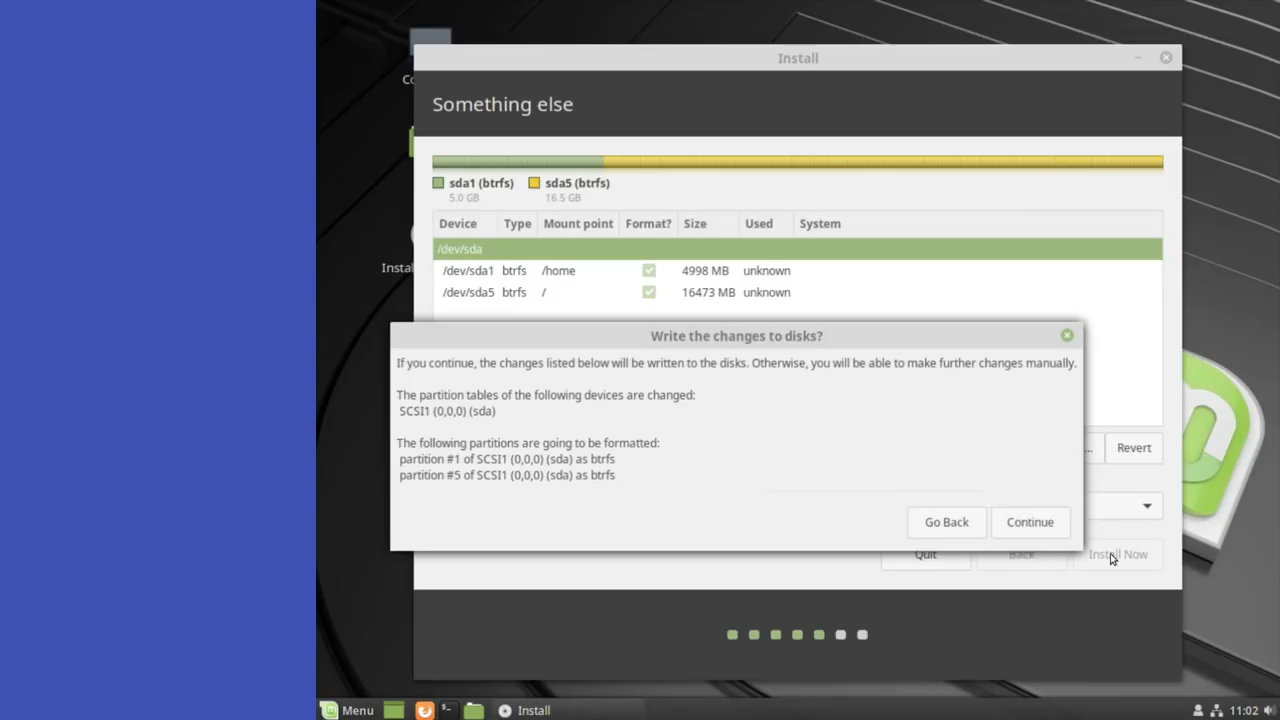 Install
Something else
sda1 (btrfs) sda5 (btrfs)
5.0 GB 16.5 GB
Device Type Mount point Format? Size Used System
/dev/sda
/dev/sda1 btrfs /home 4998 MB unknown
/dev/sda5 btrfs / 16473 MB unknown
Write the changes to disks?
If you continue, the changes listed below will be written to the disks. Otherwise, you will be able to make further changes manually.
The partition tables of the following devices are changed:
SCSI1 (0,0,0) (sda)
The following partitions are going to be formatted:
partition #1 of SCSI1 (0,0,0) (sda) as btrfs
partition #5 of SCSI1 (0,0,0) (sda) as btrfs
... Revert
Go Back Continue
Quit Back Install Now
Menu Install 11:02